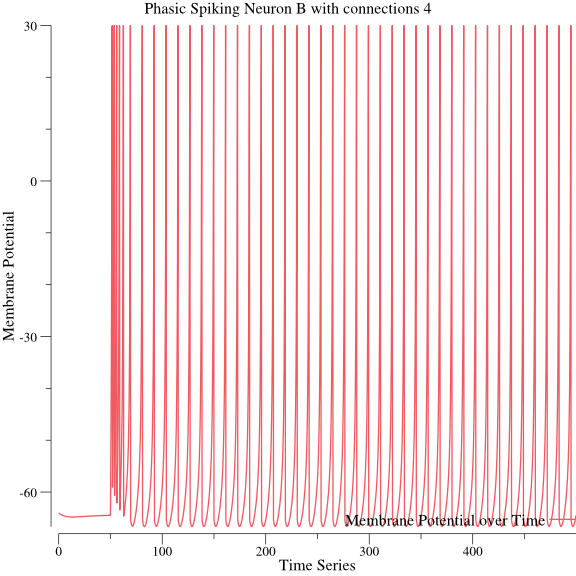 Phasic Spiking Neuron B with connections 4
30
0
-30
-60
Membrane Potential
Membrane Potential over Time
0 100 200 300 400
Time Series